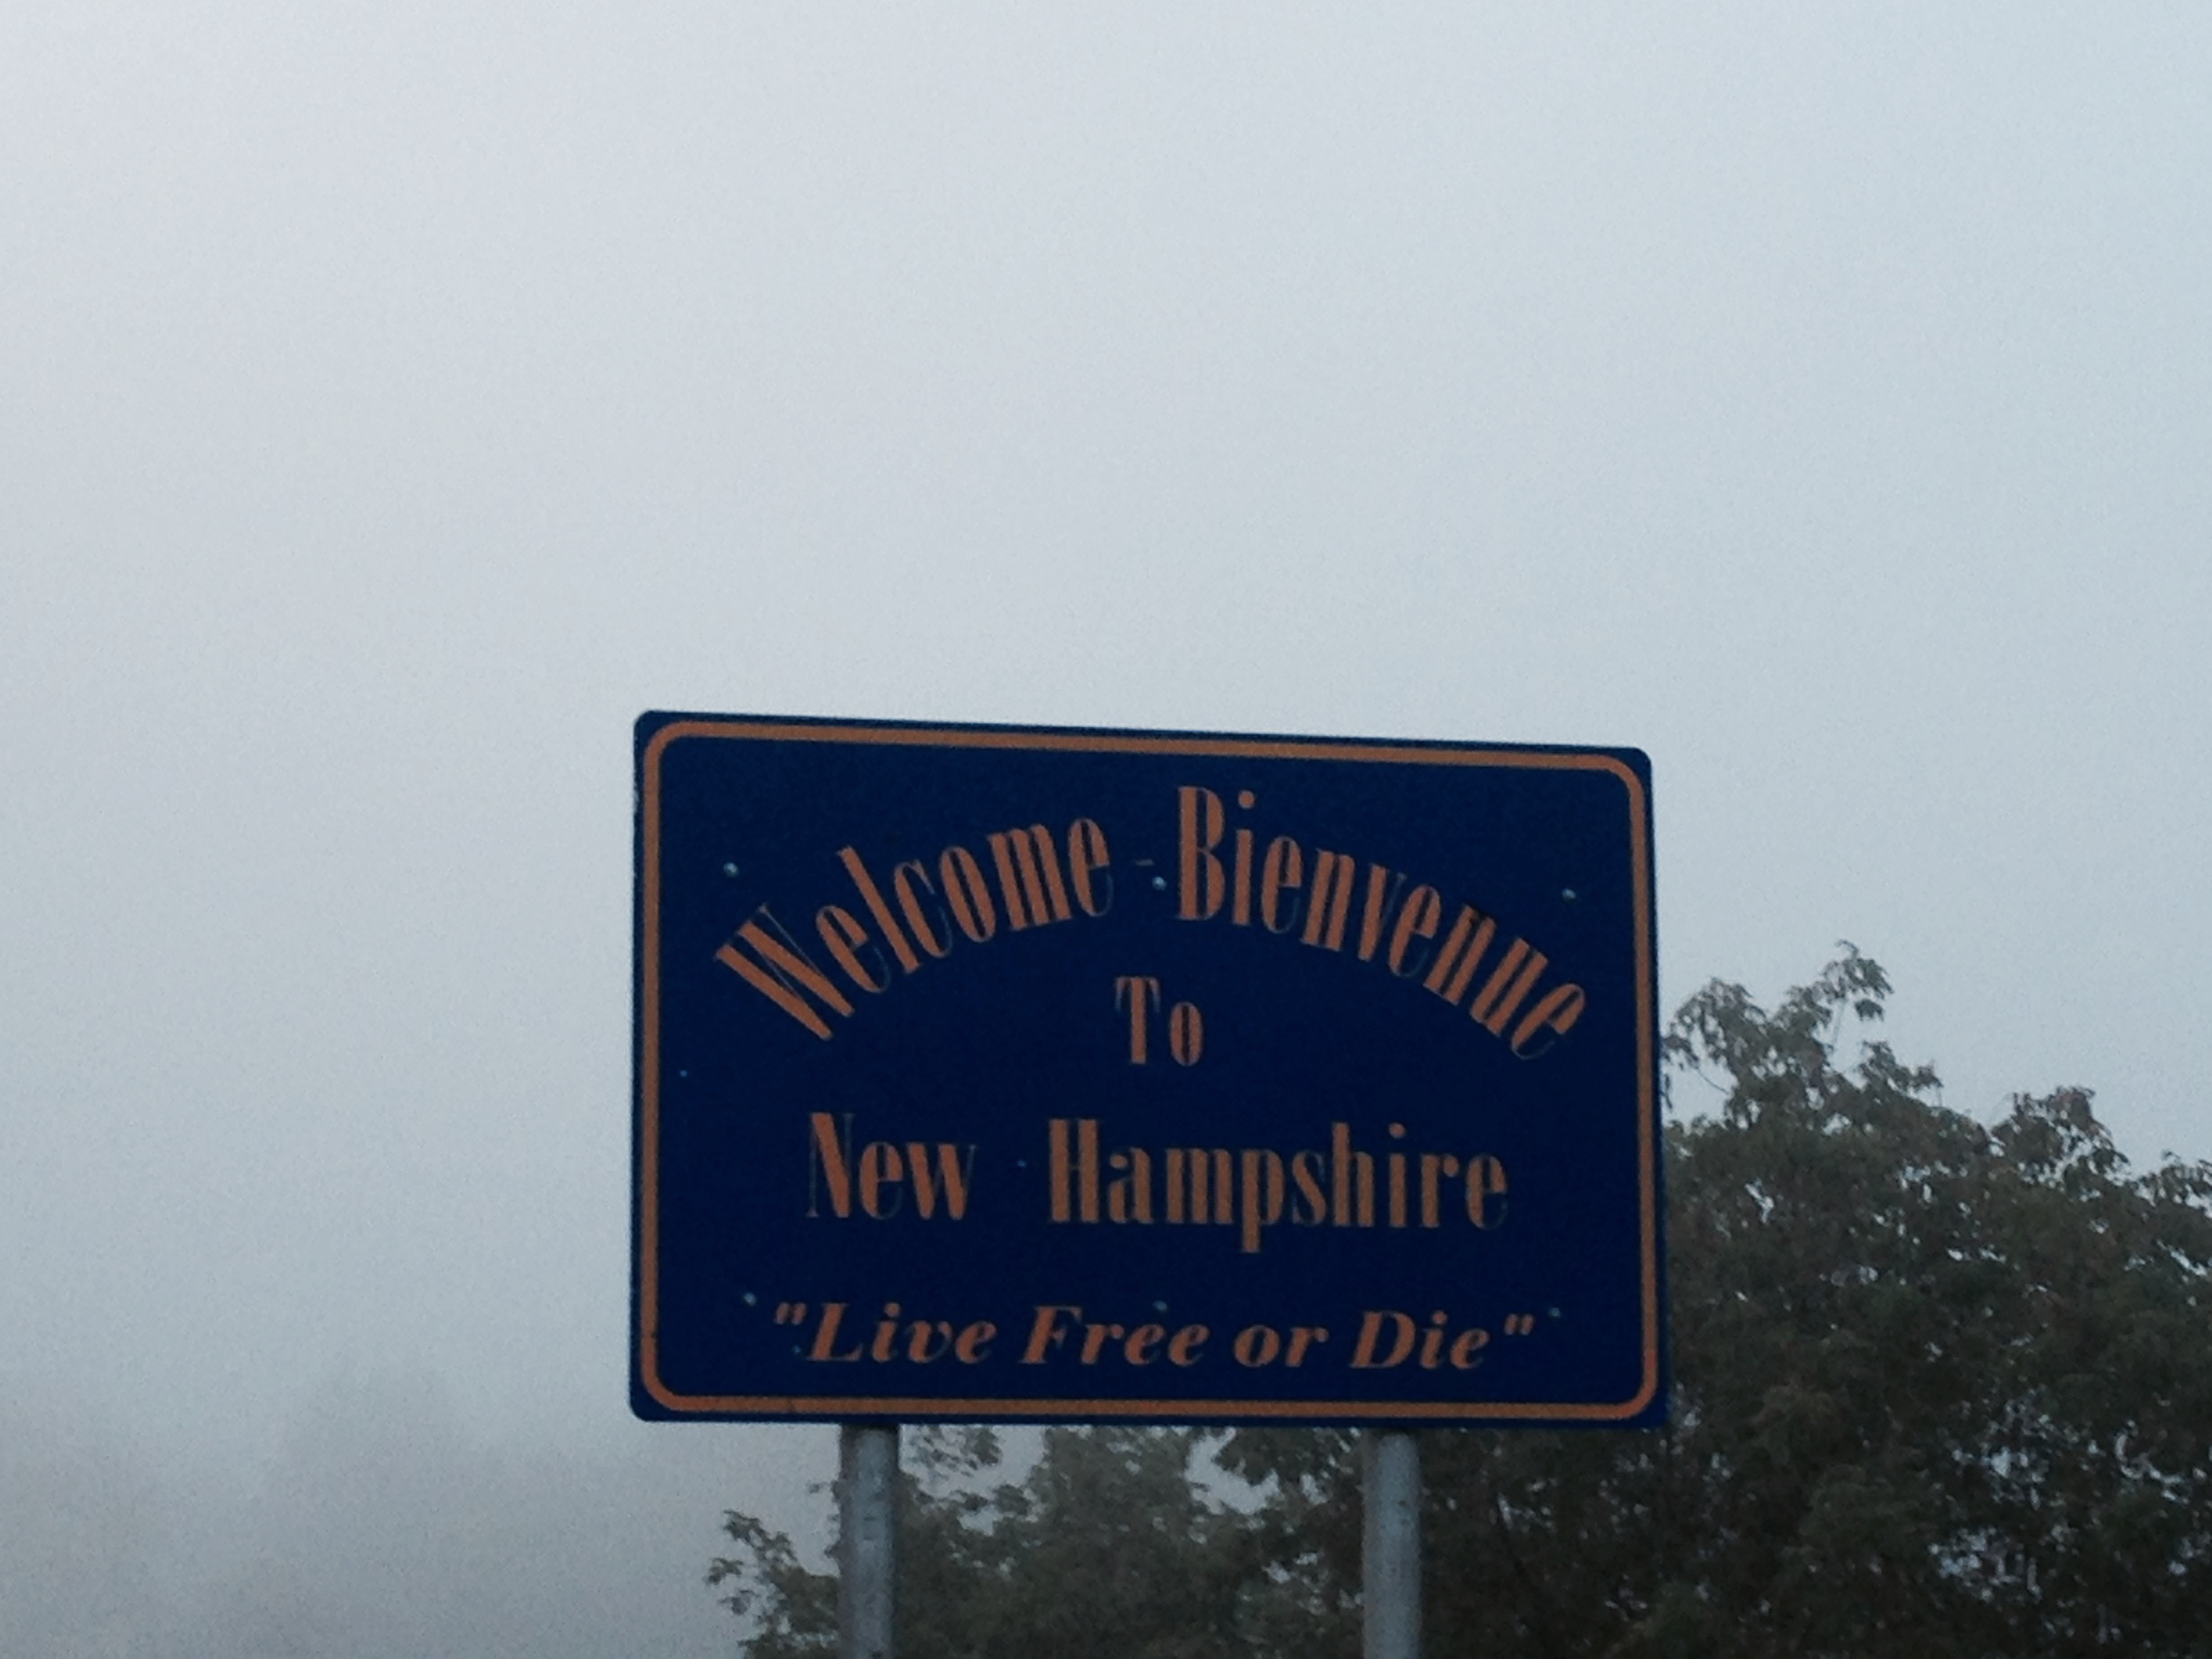 Welcome - Bienvenue
To
New Hampshire
"Live Free or Die"